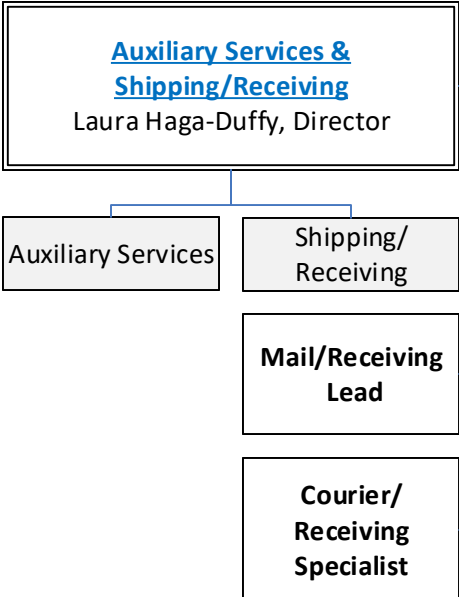 Auxiliary Services &
Shipping/Receiving
Laura Haga-Duffy, Director
Auxiliary Services
Shipping/
Receiving
Mail/Receiving
Lead
Courier/
Receiving
Specialist